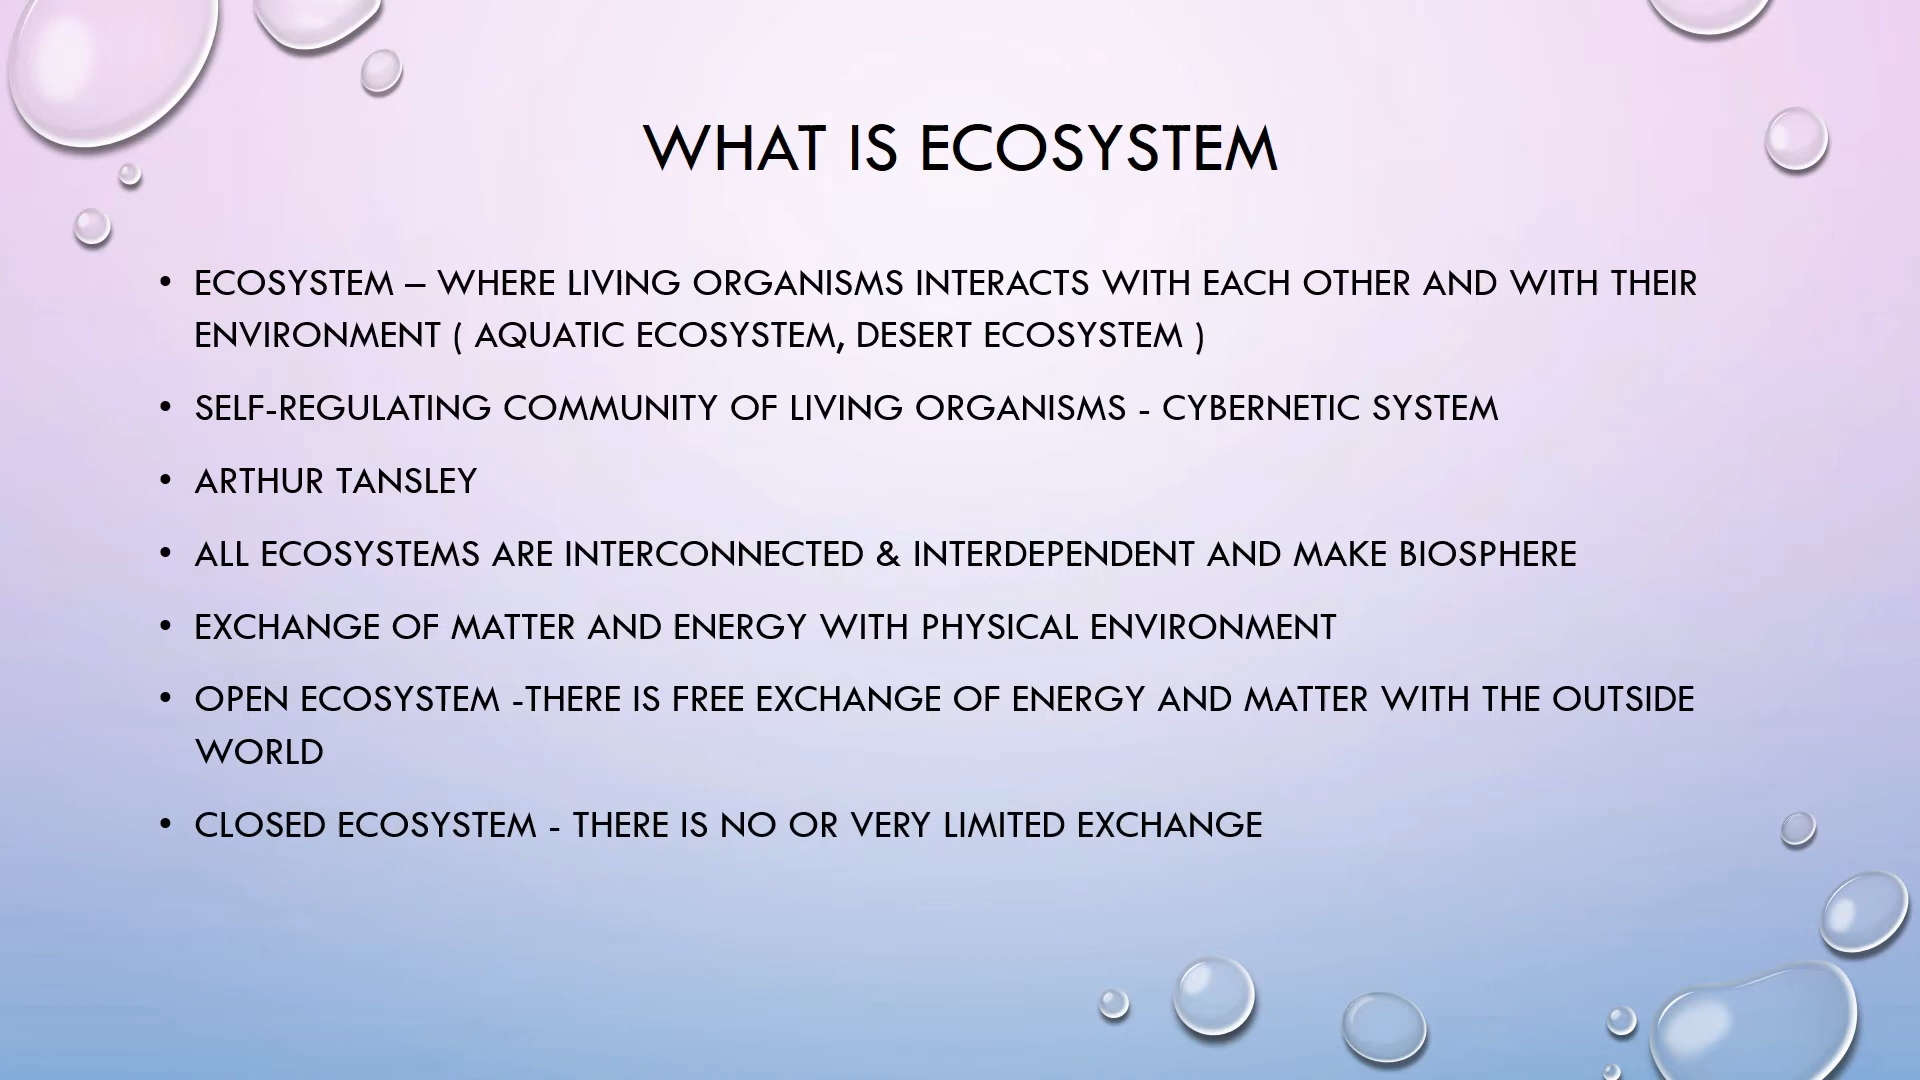 WHAT IS ECOSYSTEM
• ECOSYSTEM – WHERE LIVING ORGANISMS INTERACTS WITH EACH OTHER AND WITH THEIR
ENVIRONMENT ( AQUATIC ECOSYSTEM, DESERT ECOSYSTEM )
• SELF-REGULATING COMMUNITY OF LIVING ORGANISMS - CYBERNETIC SYSTEM
• ARTHUR TANSLEY
• ALL ECOSYSTEMS ARE INTERCONNECTED & INTERDEPENDENT AND MAKE BIOSPHERE
• EXCHANGE OF MATTER AND ENERGY WITH PHYSICAL ENVIRONMENT
• OPEN ECOSYSTEM -THERE IS FREE EXCHANGE OF ENERGY AND MATTER WITH THE OUTSIDE
WORLD
• CLOSED ECOSYSTEM - THERE IS NO OR VERY LIMITED EXCHANGE